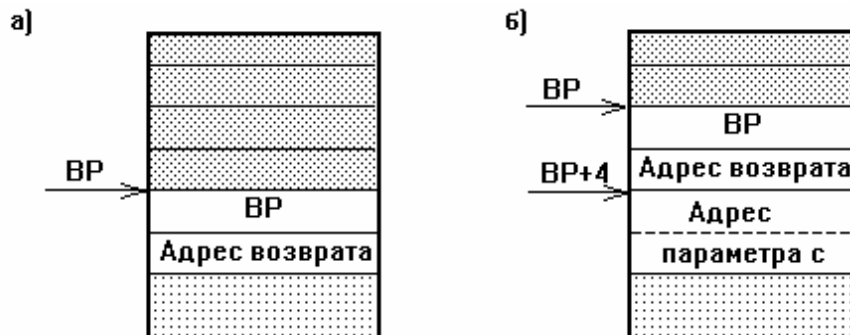 а)
BP
BP
Адрес возврата
б)
BP
BP
Адрес возврата
BP+4
Адрес
параметра с